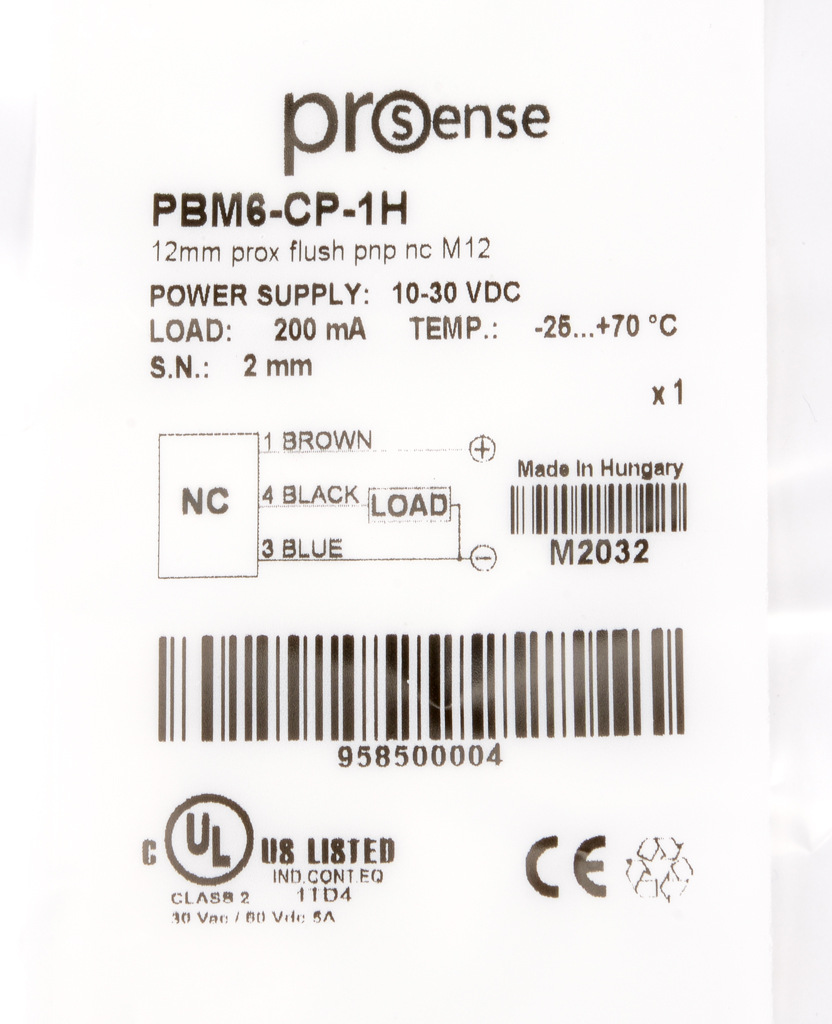 prosense
PBM6-CP-1H
12mm prox flush pnp nc M12
POWER SUPPLY: 10-30 VDC
LOAD: 200 mA TEMP.: -25...+70 °C
S.N.: 2 mm
x 1
1 BROWN +
NC
4 BLACK LOAD
3 BLUE -
Made In Hungary
M2032
958500004
C UL US LISTED
IND.CONT.EQ
CLASS 2 11D4
30 Vac / 60 Vdc 5A
CE